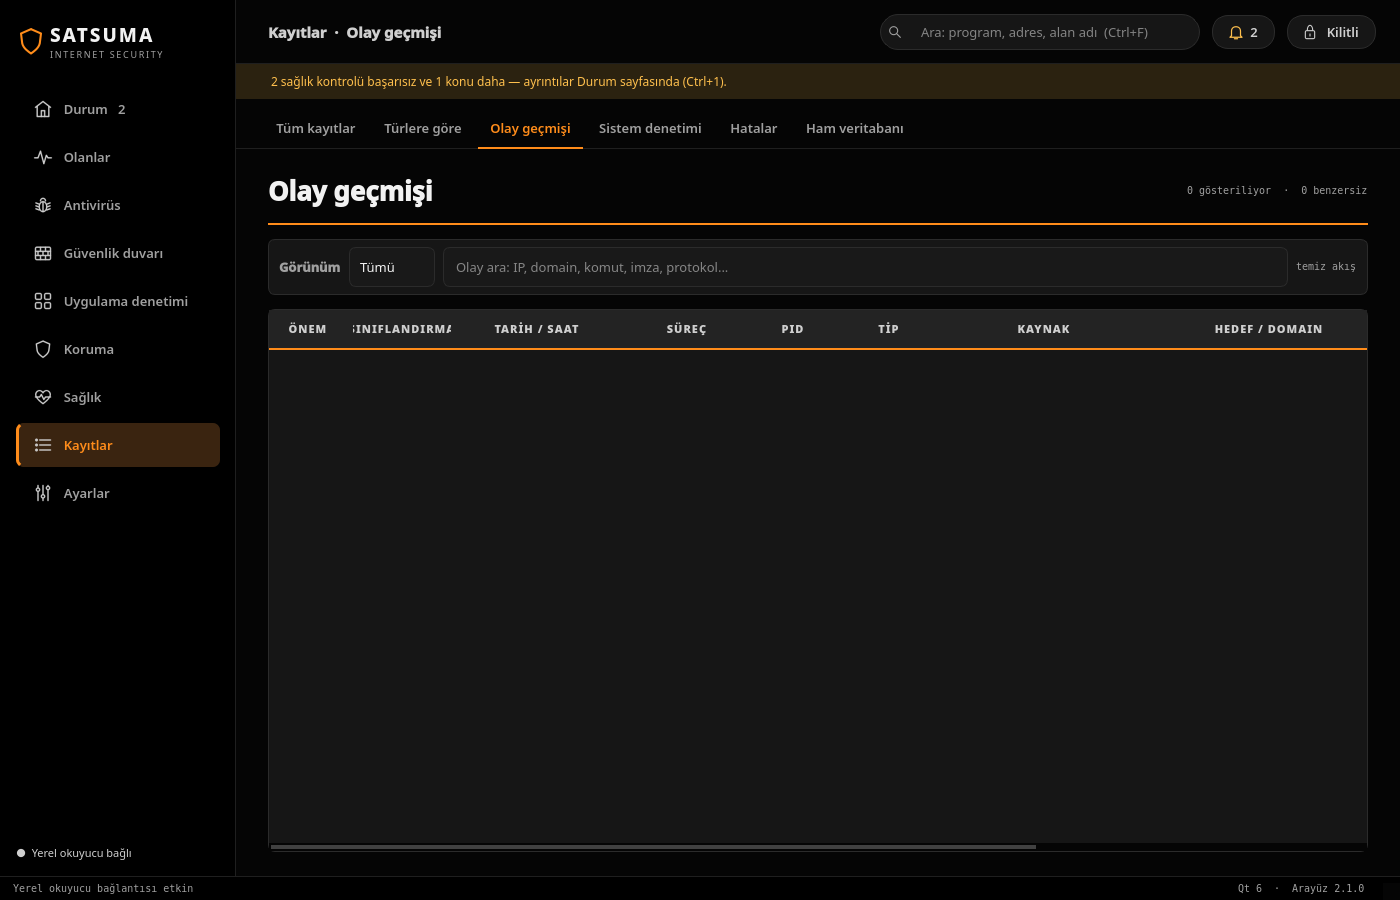 SATSUMA
INTERNET SECURITY
Durum 2
Olanlar
Antivirüs
Güvenlik duvarı
Uygulama denetimi
Koruma
Sağlık
Kayıtlar
Ayarlar
Yerel okuyucu bağlı
Kayıtlar · Olay geçmişi
Ara: program, adres, alan adı (Ctrl+F)
2
Kilitli
2 sağlık kontrolü başarısız ve 1 konu daha — ayrıntılar Durum sayfasında (Ctrl+1).
Tüm kayıtlar Türlere göre Olay geçmişi Sistem denetimi Hatalar Ham veritabanı
Olay geçmişi
0 gösteriliyor · 0 benzersiz
Görünüm Tümü Olay ara: IP, domain, komut, imza, protokol... temiz akış
ÖNEM SINIFLANDIRMA TARİH / SAAT SÜREÇ PID TİP KAYNAK HEDEF / DOMAIN
Yerel okuyucu bağlantısı etkin
Qt 6 · Arayüz 2.1.0